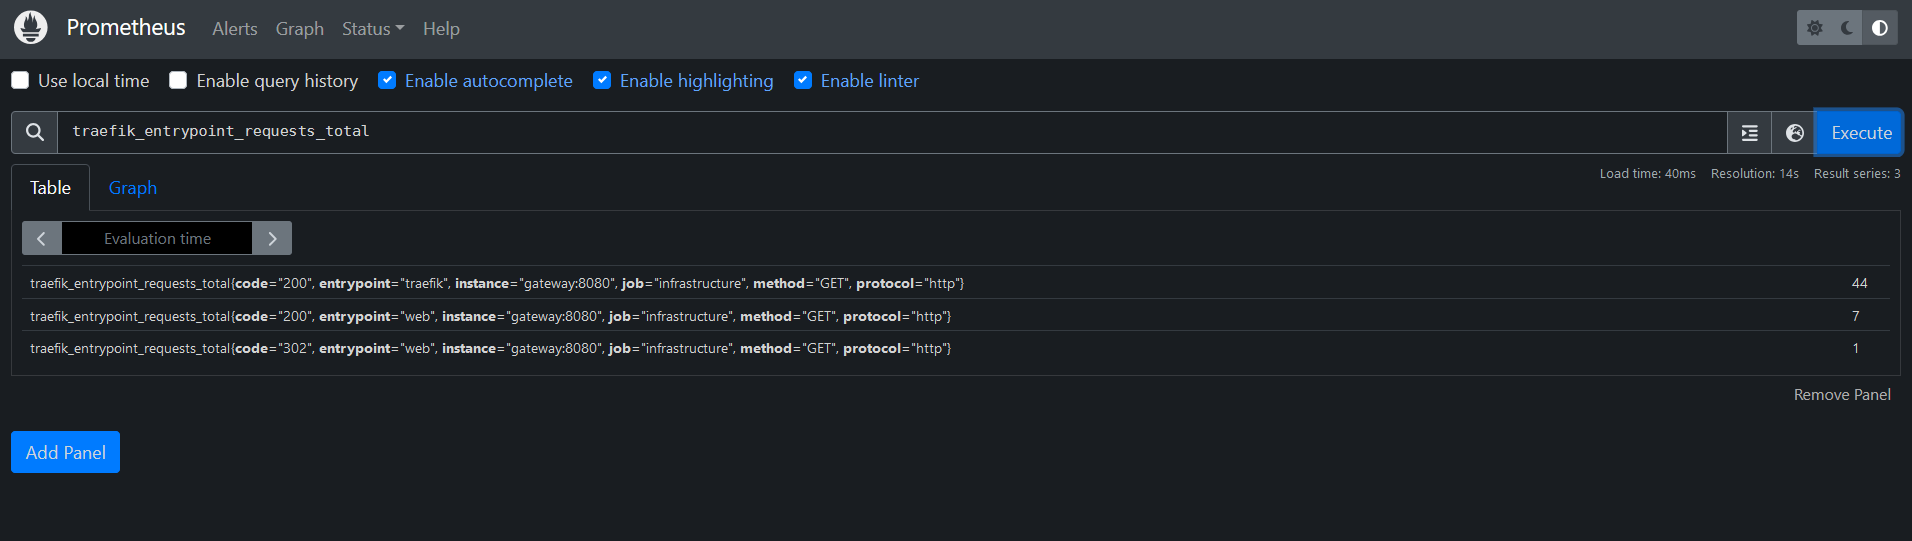 Prometheus Alerts Graph Status Help
Use local time Enable query history Enable autocomplete Enable highlighting Enable linter
traefik_entrypoint_requests_total Execute
Table Graph Load time: 40ms Resolution: 14s Result series: 3
Evaluation time
traefik_entrypoint_requests_total{code="200", entrypoint="traefik", instance="gateway:8080", job="infrastructure", method="GET", protocol="http"} 44
traefik_entrypoint_requests_total{code="200", entrypoint="web", instance="gateway:8080", job="infrastructure", method="GET", protocol="http"} 7
traefik_entrypoint_requests_total{code="302", entrypoint="web", instance="gateway:8080", job="infrastructure", method="GET", protocol="http"} 1
Remove Panel
Add Panel